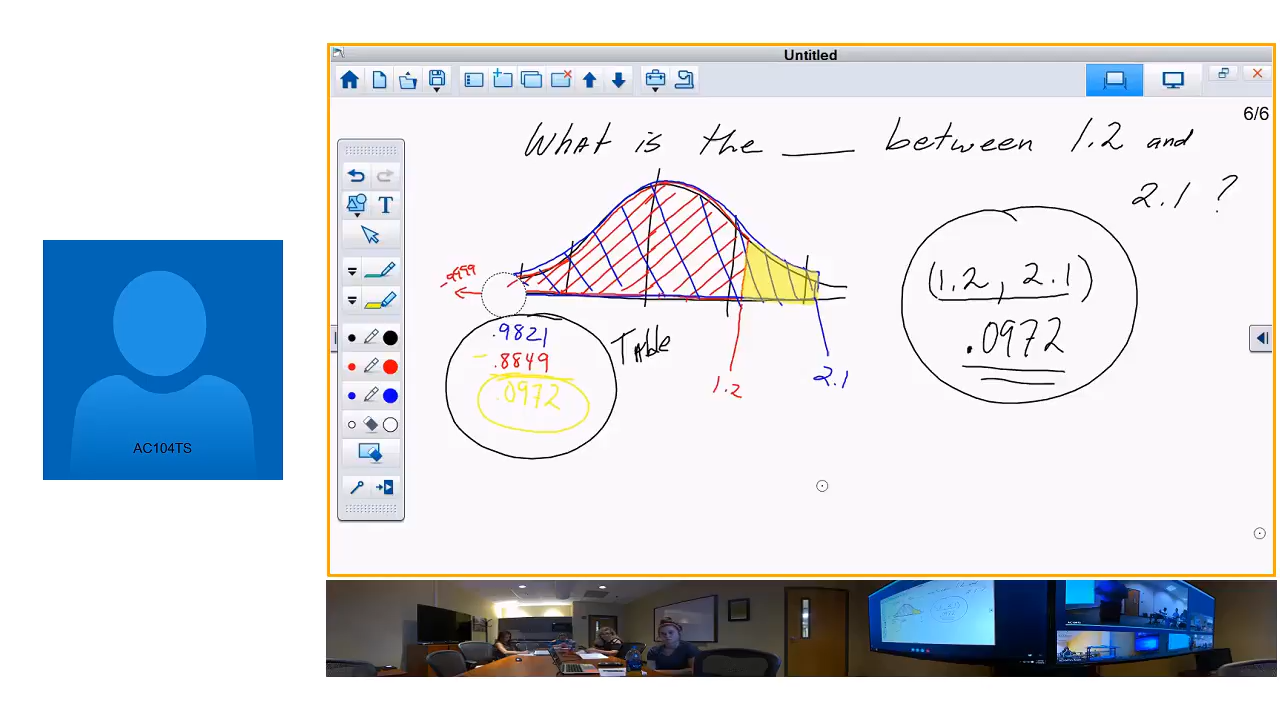 Untitled
6/6
What is the ___ between 1.2 and
2.1 ?
T
-.9999
(1.2, 2.1)
.0972
.9821
- .8849
.0972
Table
1.2
2.1
AC104TS